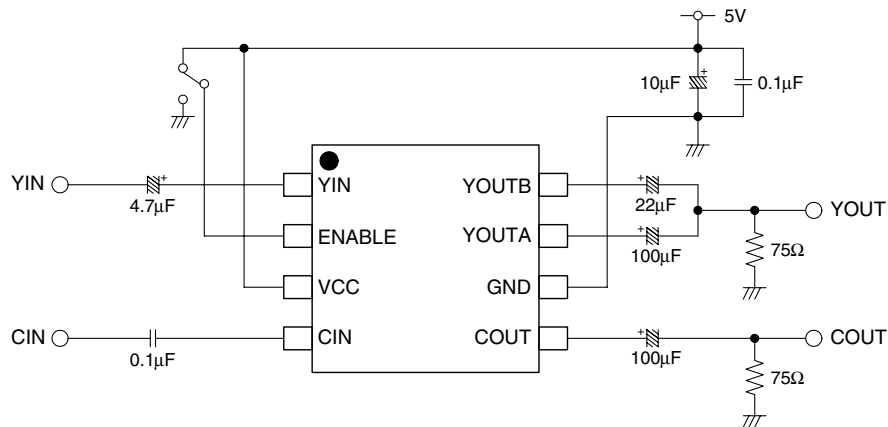 5V
10μF
+
0.1μF
YIN
+
4.7μF
YIN
YOUTB
+
22μF
YOUT
ENABLE
YOUTA
+
100μF
75Ω
VCC
GND
CIN
0.1μF
CIN
COUT
+
100μF
COUT
75Ω